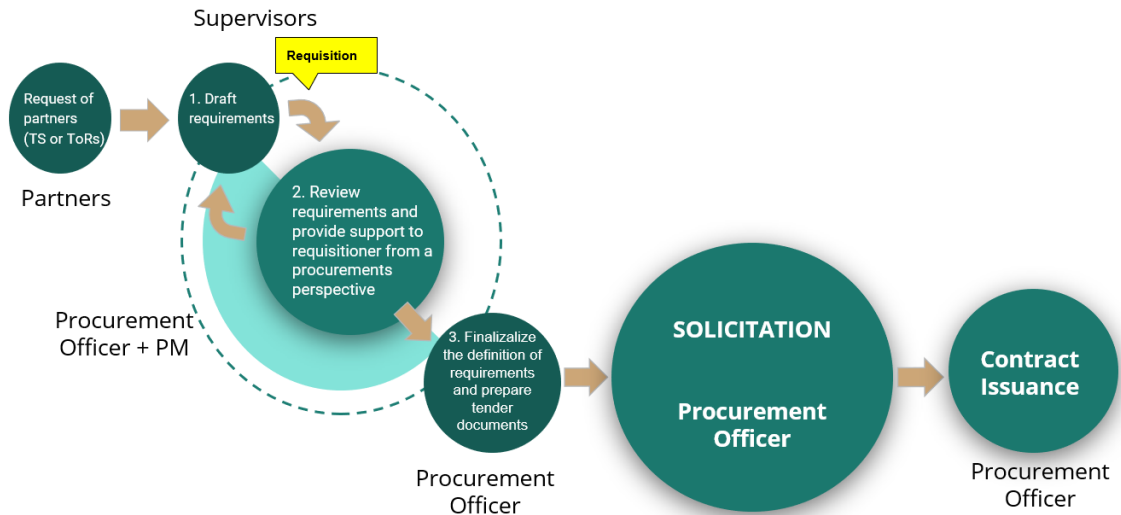 Supervisors
Requisition
Request of
partners
(TS or ToRs)
Partners
1. Draft
requirements
2. Review
requirements and
provide support to
requisitioner from a
procurements
perspective
Procurement
Officer + PM
3. Finalizalize
the definition of
requirements
and prepare
tender
documents
Procurement
Officer
SOLICITATION
Procurement
Officer
Contract
Issuance
Procurement
Officer